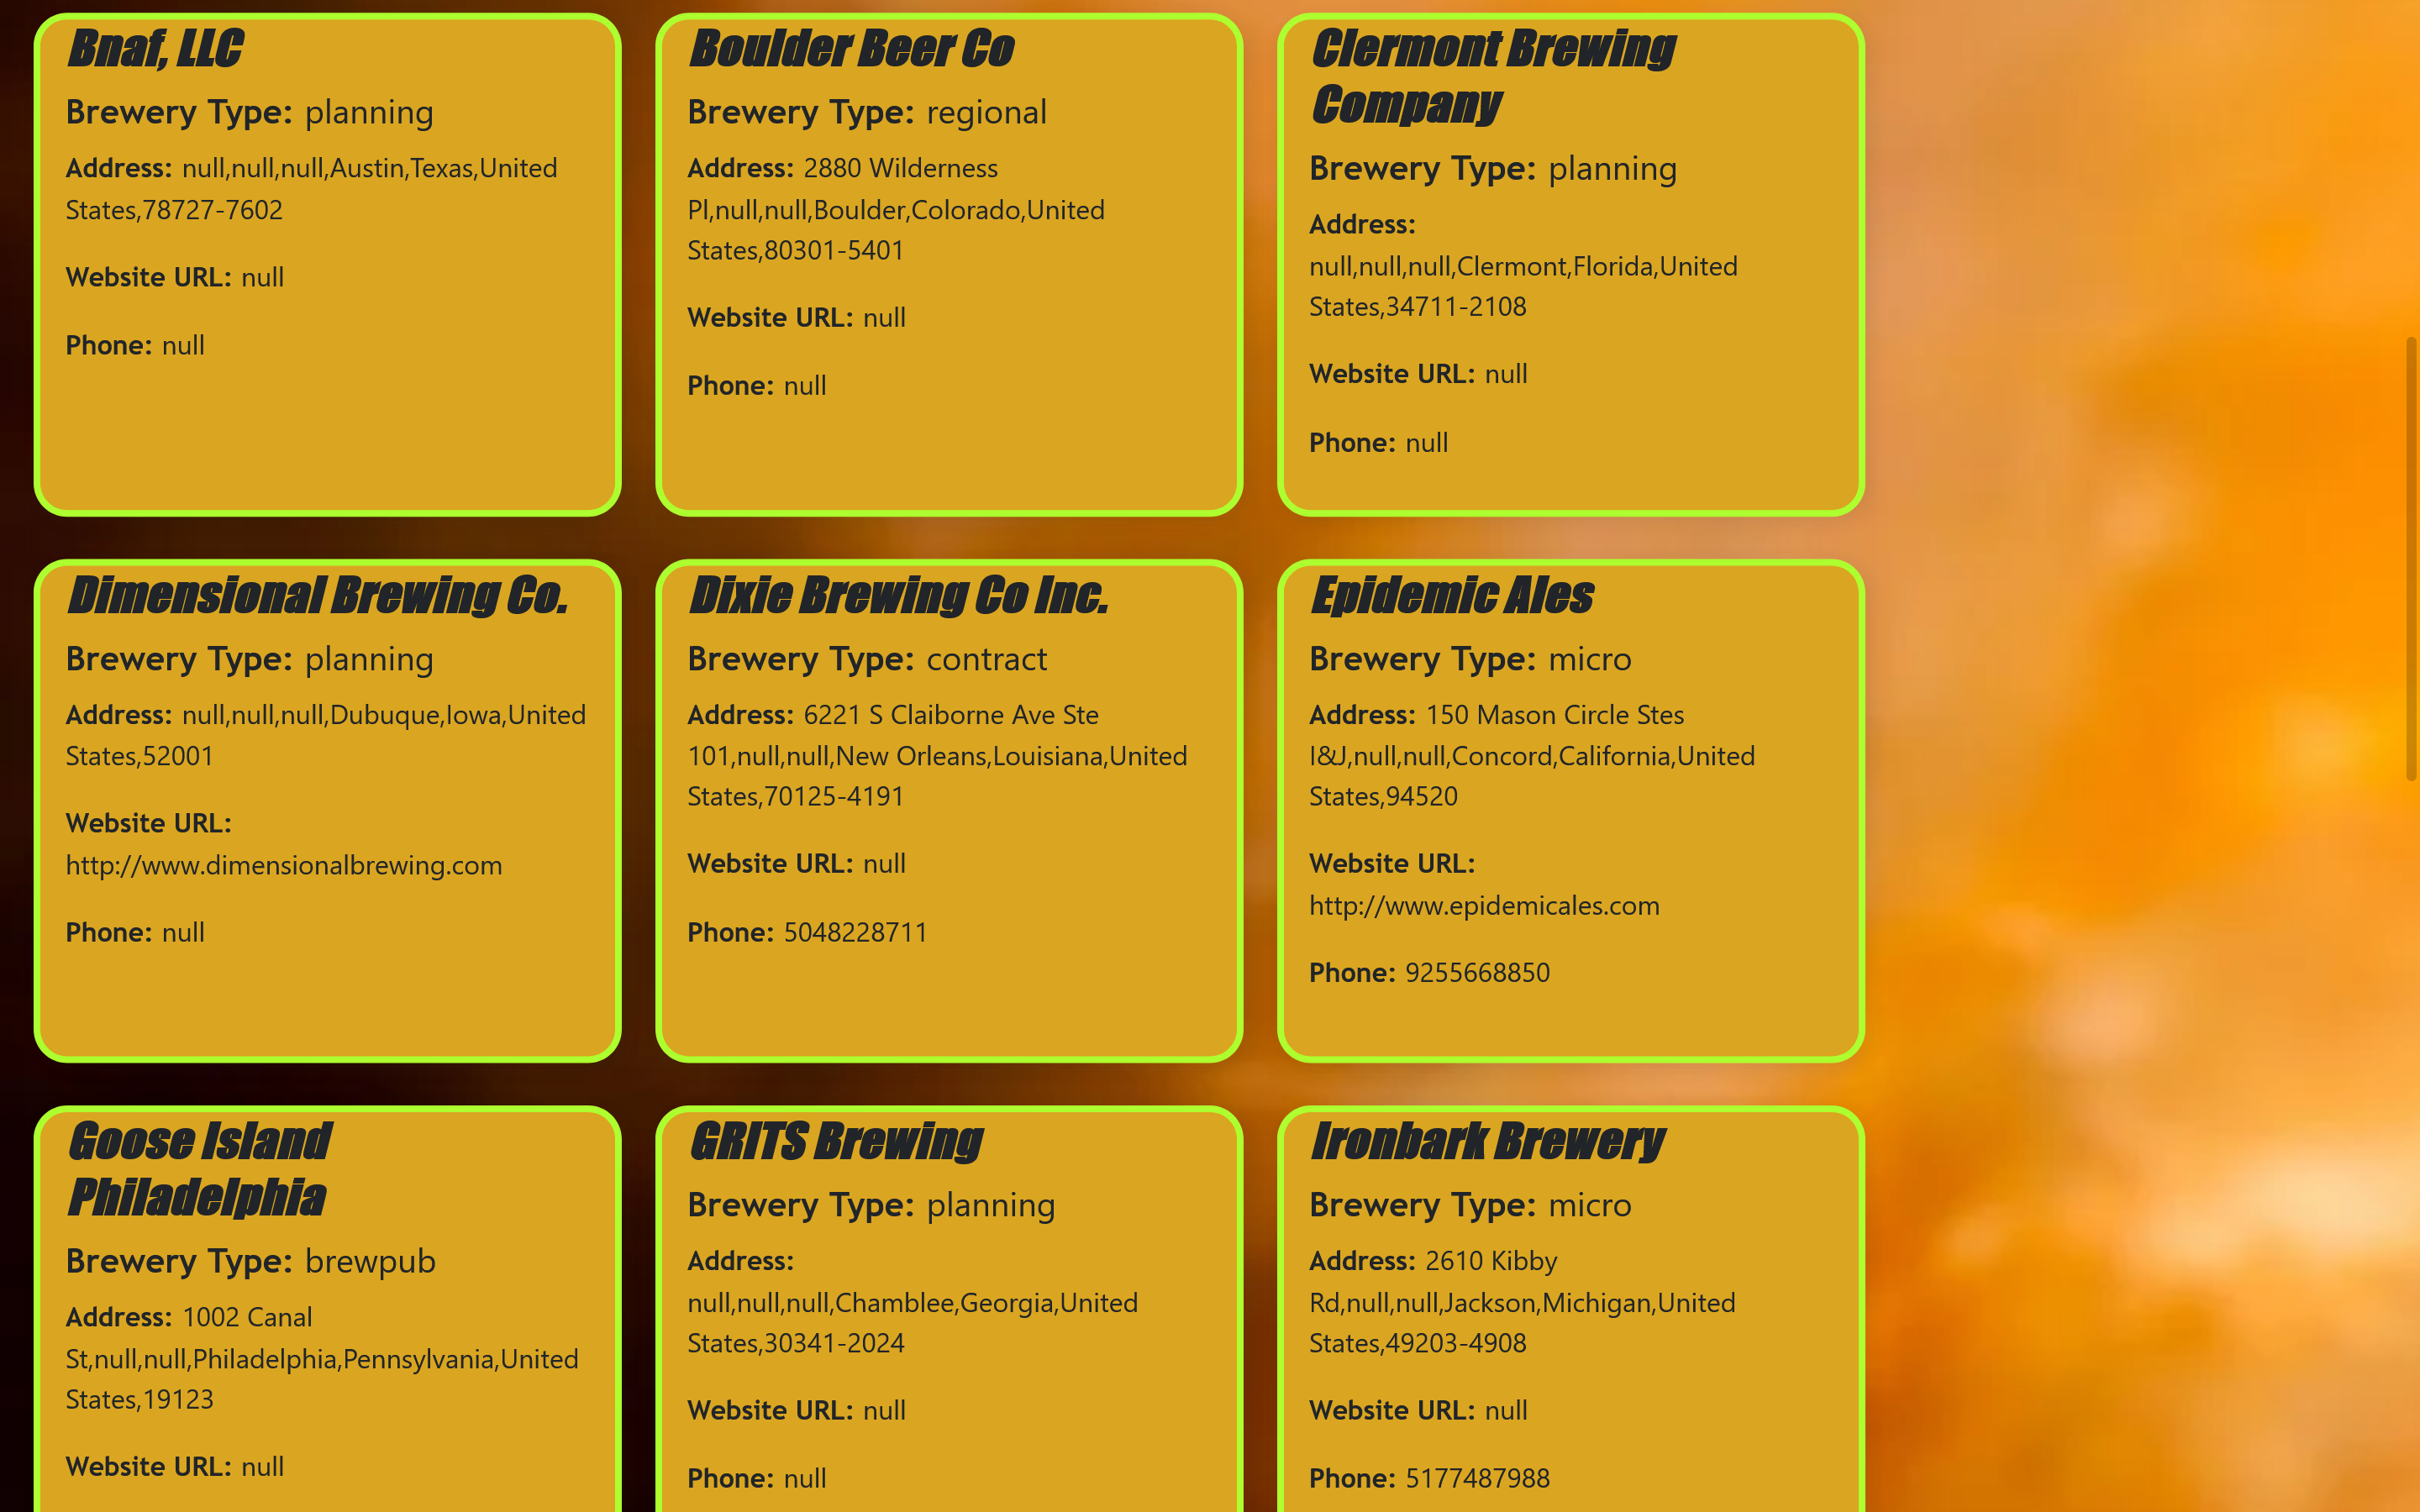 Bnaf, LLC
Brewery Type: planning
Address: null,null,null,Austin,Texas,United
States,78727-7602
Website URL: null
Phone: null
Boulder Beer Co
Brewery Type: regional
Address: 2880 Wilderness
Pl,null,null,Boulder,Colorado,United
States,80301-5401
Website URL: null
Phone: null
Clermont Brewing
Company
Brewery Type: planning
Address:
null,null,null,Clermont,Florida,United
States,34711-2108
Website URL: null
Phone: null
Dimensional Brewing Co.
Brewery Type: planning
Address: null,null,null,Dubuque,Iowa,United
States,52001
Website URL:
http://www.dimensionalbrewing.com
Phone: null
Dixie Brewing Co Inc.
Brewery Type: contract
Address: 6221 S Claiborne Ave Ste
101,null,null,New Orleans,Louisiana,United
States,70125-4191
Website URL: null
Phone: 5048228711
Epidemic Ales
Brewery Type: micro
Address: 150 Mason Circle Stes
I&J,null,null,Concord,California,United
States,94520
Website URL:
http://www.epidemicales.com
Phone: 9255668850
Goose Island
Philadelphia
Brewery Type: brewpub
Address: 1002 Canal
St,null,null,Philadelphia,Pennsylvania,United
States,19123
Website URL: null
GRITS Brewing
Brewery Type: planning
Address:
null,null,null,Chamblee,Georgia,United
States,30341-2024
Website URL: null
Phone: null
Ironbark Brewery
Brewery Type: micro
Address: 2610 Kibby
Rd,null,null,Jackson,Michigan,United
States,49203-4908
Website URL: null
Phone: 5177487988